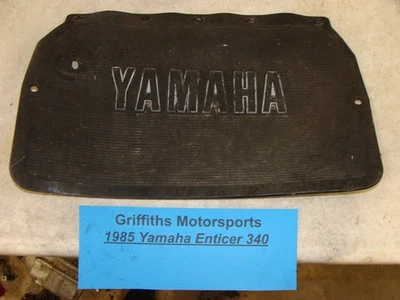 YAMAHA
Griffiths Motorsports
1985 Yamaha Enticer 340